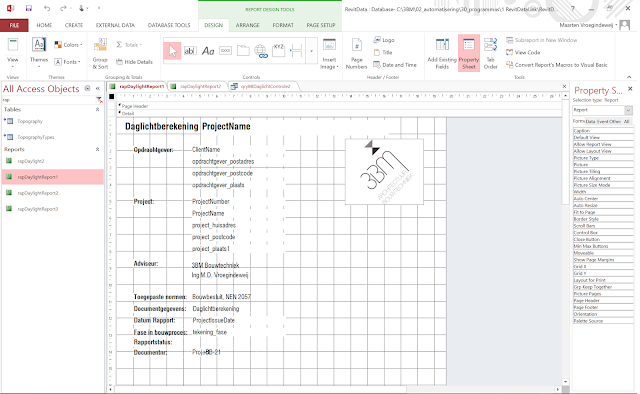 REPORT DESIGN TOOLS
RevitData : Database- C:\3BM\02_automatisering\30_programmas\1 RevitDataLink\RevitD...
FILE HOME CREATE EXTERNAL DATA DATABASE TOOLS DESIGN ARRANGE FORMAT PAGE SETUP
Maarten Vroegindeweij
View Themes Colors Fonts Group & Sort Totals Hide Details
Insert Image Page Numbers Logo Title Date and Time
Add Existing Fields Property Sheet Tab Order Subreport in New Window View Code Convert Report's Macros to Visual Basic
Views Themes Grouping & Totals Controls Header / Footer Tools
All Access Objects
rap
Tables
Topography
TopographyTypes
Reports
rapDaylight2
rapDaylightReport1
rapDaylightReport2
rapDaylightReport3
rapDaylightReport1 rapDaylightReport2 qryBBDaglichtControle2
Page Header
Detail
Daglichtberekening ProjectName
Opdrachtgever: ClientName
opdrachtgever_postadres
opdrachtgever_postcode
opdrachtgever_plaats
Project: ProjectNumber
ProjectName
project_huisadres
project_postcode
project_plaats1
Adviseur: 3BM Bouwtechniek
Ing M.D. Vroegindeweij
Toegepaste normen: Bouwbesluit, NEN 2057
Documentgegevens: Daglichtberekening
Datum Rapport: ProjectIssueDate
Fase in bouwproces: tekening_fase
Rapportstatus:
3BM
Property S...
Selection type: Report
Report
Form Data Event Other All
Caption
Default View
Allow Report View
Allow Layout View
Picture Type
Picture
Picture Tiling
Picture Alignment
Picture Size Mode
Width
Auto Center
Auto Resize
Fit to Page
Border Style
Scroll Bars
Control Box
Close Button
Min Max Buttons
Moveable
Show Page Margins
Grid X
Grid Y
Layout for Print
Grp Keep Together
Picture Pages
Page Header
Page Footer
Orientation
Palette Source